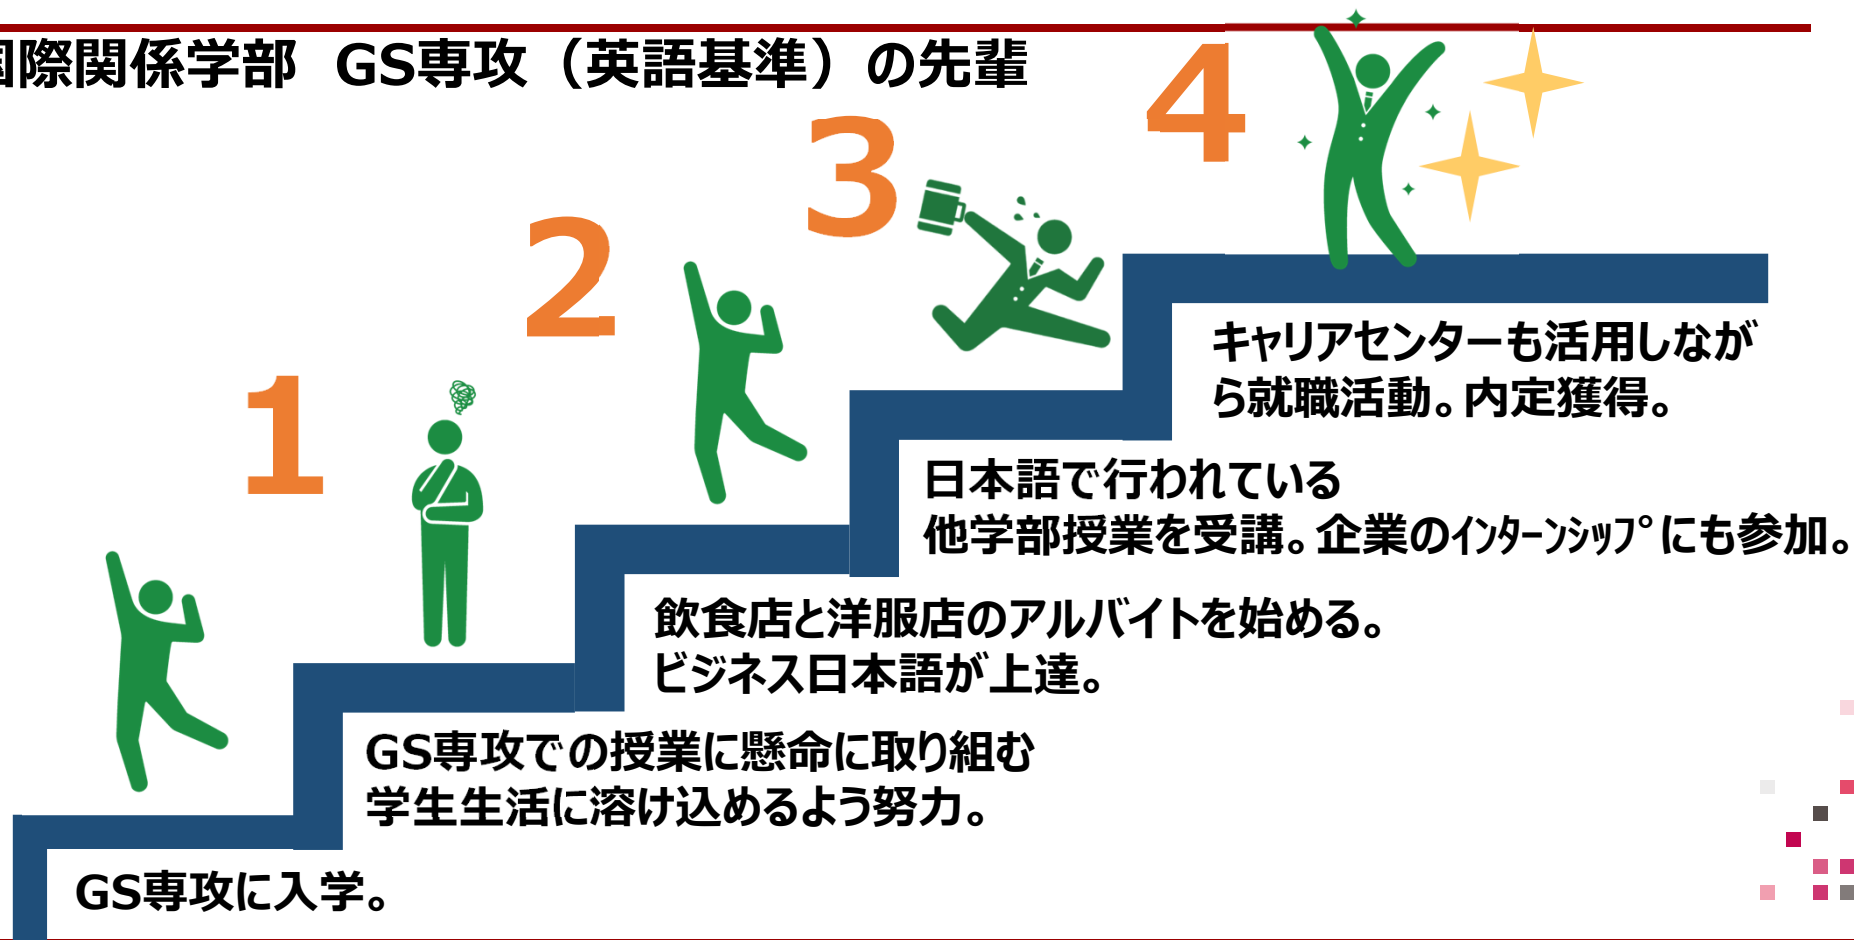 国際関係学部 GS専攻（英語基準）の先輩
4
3
2
1
キャリアセンターも活用しなが
ら就職活動。内定獲得。
日本語で行われている
他学部授業を受講。企業のｲﾝﾀｰﾝｼｯﾌﾟにも参加。
飲食店と洋服店のアルバイトを始める。
ビジネス日本語が上達。
GS専攻での授業に懸命に取り組む
学生生活に溶け込めるよう努力。
GS専攻に入学。